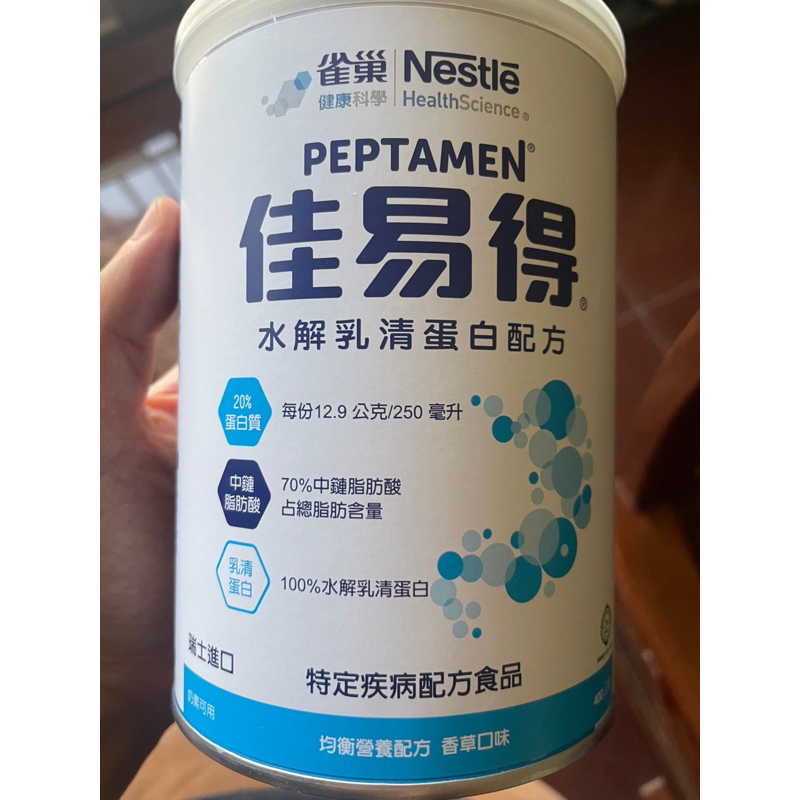 雀巢 Nestlé
健康科學 HealthScience®
PEPTAMEN®
佳易得®
水解乳清蛋白配方
20%
蛋白質
每份12.9 公克/250 毫升
中鏈
脂肪酸
70%中鏈脂肪酸
占總脂肪含量
乳清
蛋白
100%水解乳清蛋白
瑞士進口
特定疾病配方食品
奶素可用
均衡營養配方 香草口味